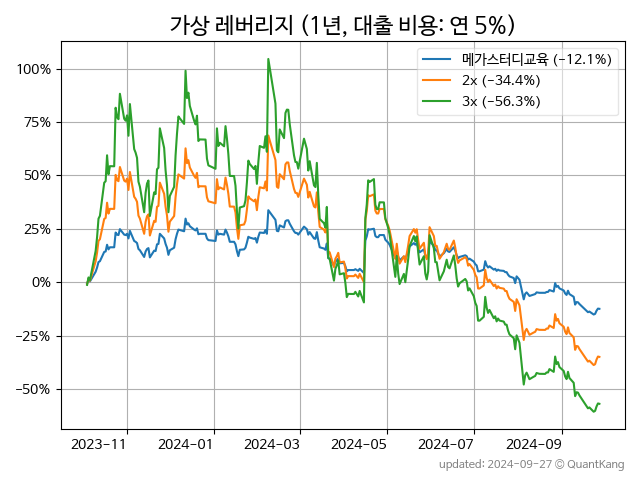 가상 레버리지 (1년, 대출 비용: 연 5%)
메가스터디교육 (-12.1%)
2x (-34.4%)
3x (-56.3%)
100%
75%
50%
25%
0%
−25%
−50%
2023-11
2024-01
2024-03
2024-05
2024-07
2024-09
updated: 2024-09-27 © QuantKang